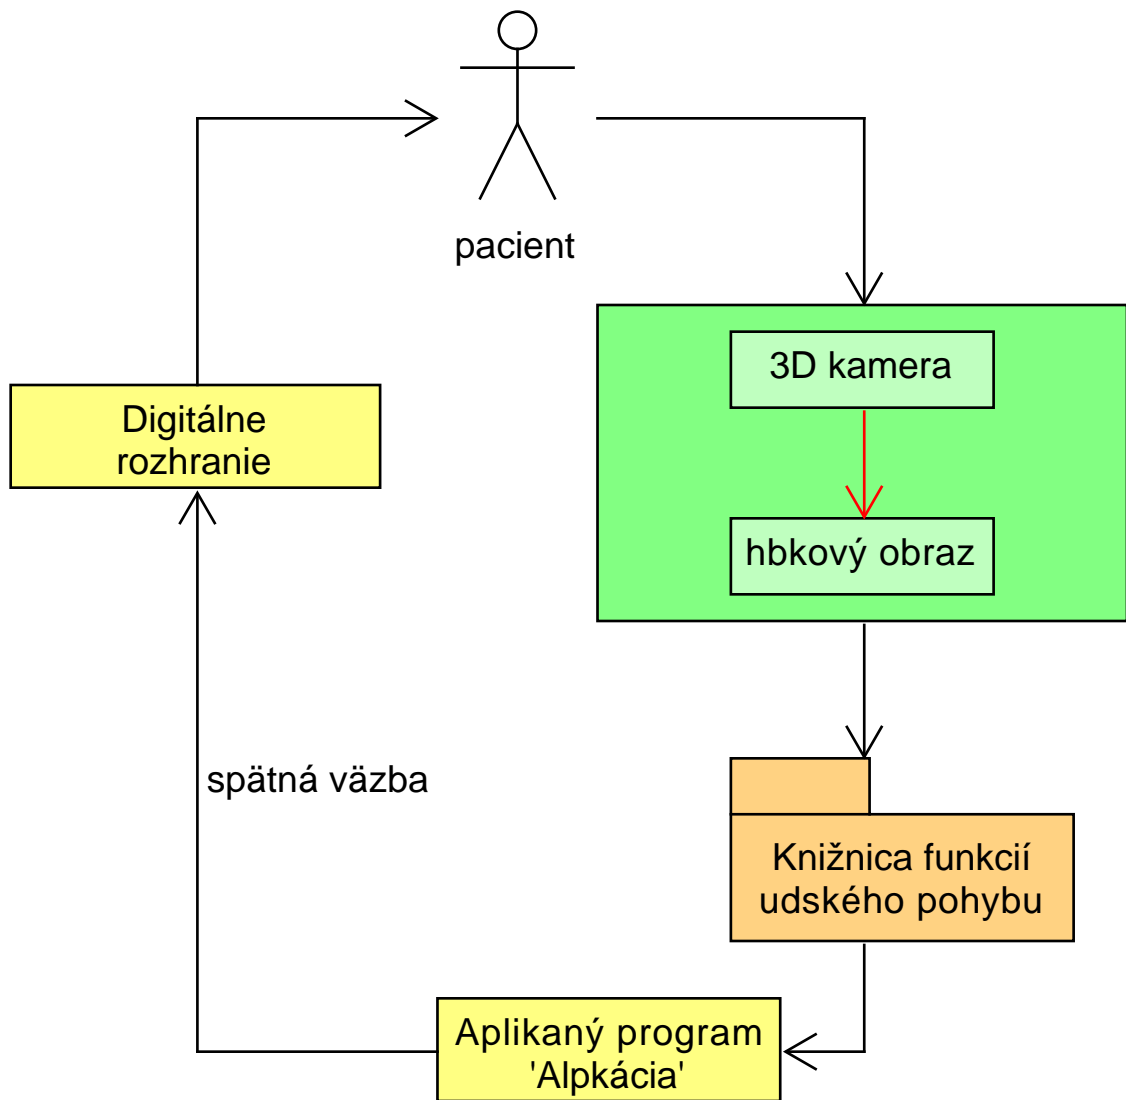 pacient
3D kamera
hbkový obraz
Digitálne
rozhranie
spätná väzba
Knižnica funkcií
udského pohybu
Aplikaný program
'Alpkácia'